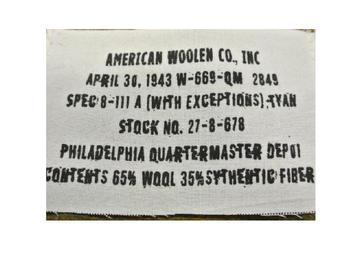 AMERICAN WOOLEN CO., INC
APRIL 30, 1943 W-669-QM 2849
SPEC 8-111 A (WITH EXCEPTIONS) TYAN
STOCK NO. 27-8-678
PHILADELPHIA QUARTERMASTER DEPOT
CONTENTS 65% WOOL 35% SYTHENTIC FIBER